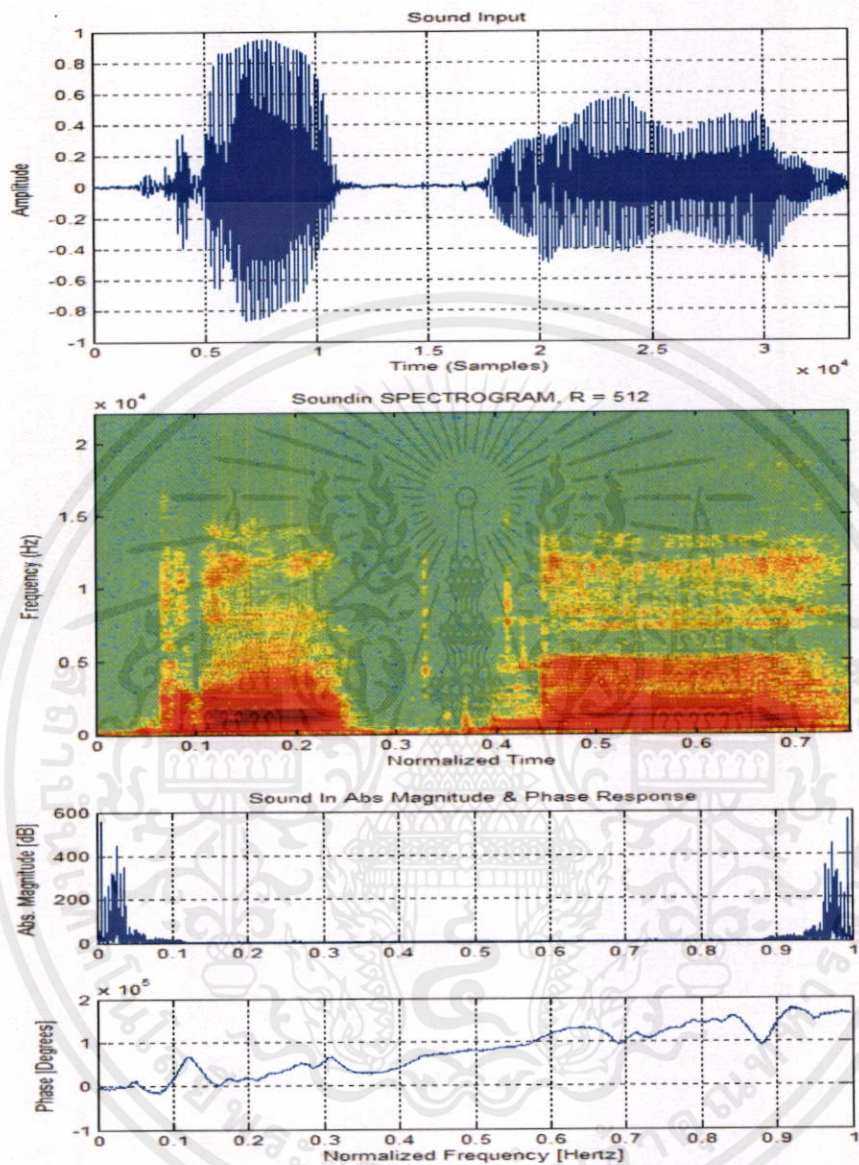 Sound Input
1
0.8
0.6
0.4
0.2
0
-0.2
-0.4
-0.6
-0.8
-1
Amplitude
0 0.5 1 1.5 2 2.5 3
Time (Samples)
x 10^4
Soundin SPECTROGRAM, R = 512
x 10^4
2
1.5
1
0.5
0
Frequency (Hz)
0 0.1 0.2 0.3 0.4 0.5 0.6 0.7
Normalized Time
Sound In Abs Magnitude & Phase Response
600
400
200
0
Abs. Magnitude [dB]
0 0.1 0.2 0.3 0.4 0.5 0.6 0.7 0.8 0.9 1
x 10^5
2
1
0
-1
Phase [Degrees]
0 0.1 0.2 0.3 0.4 0.5 0.6 0.7 0.8 0.9 1
Normalized Frequency [Hertz]